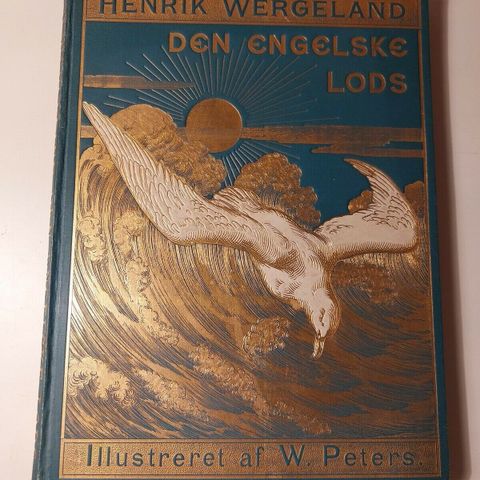 HENRIK WERGELAND
DEN ENGELSKE
LODS
Illustreret af W. Peters.